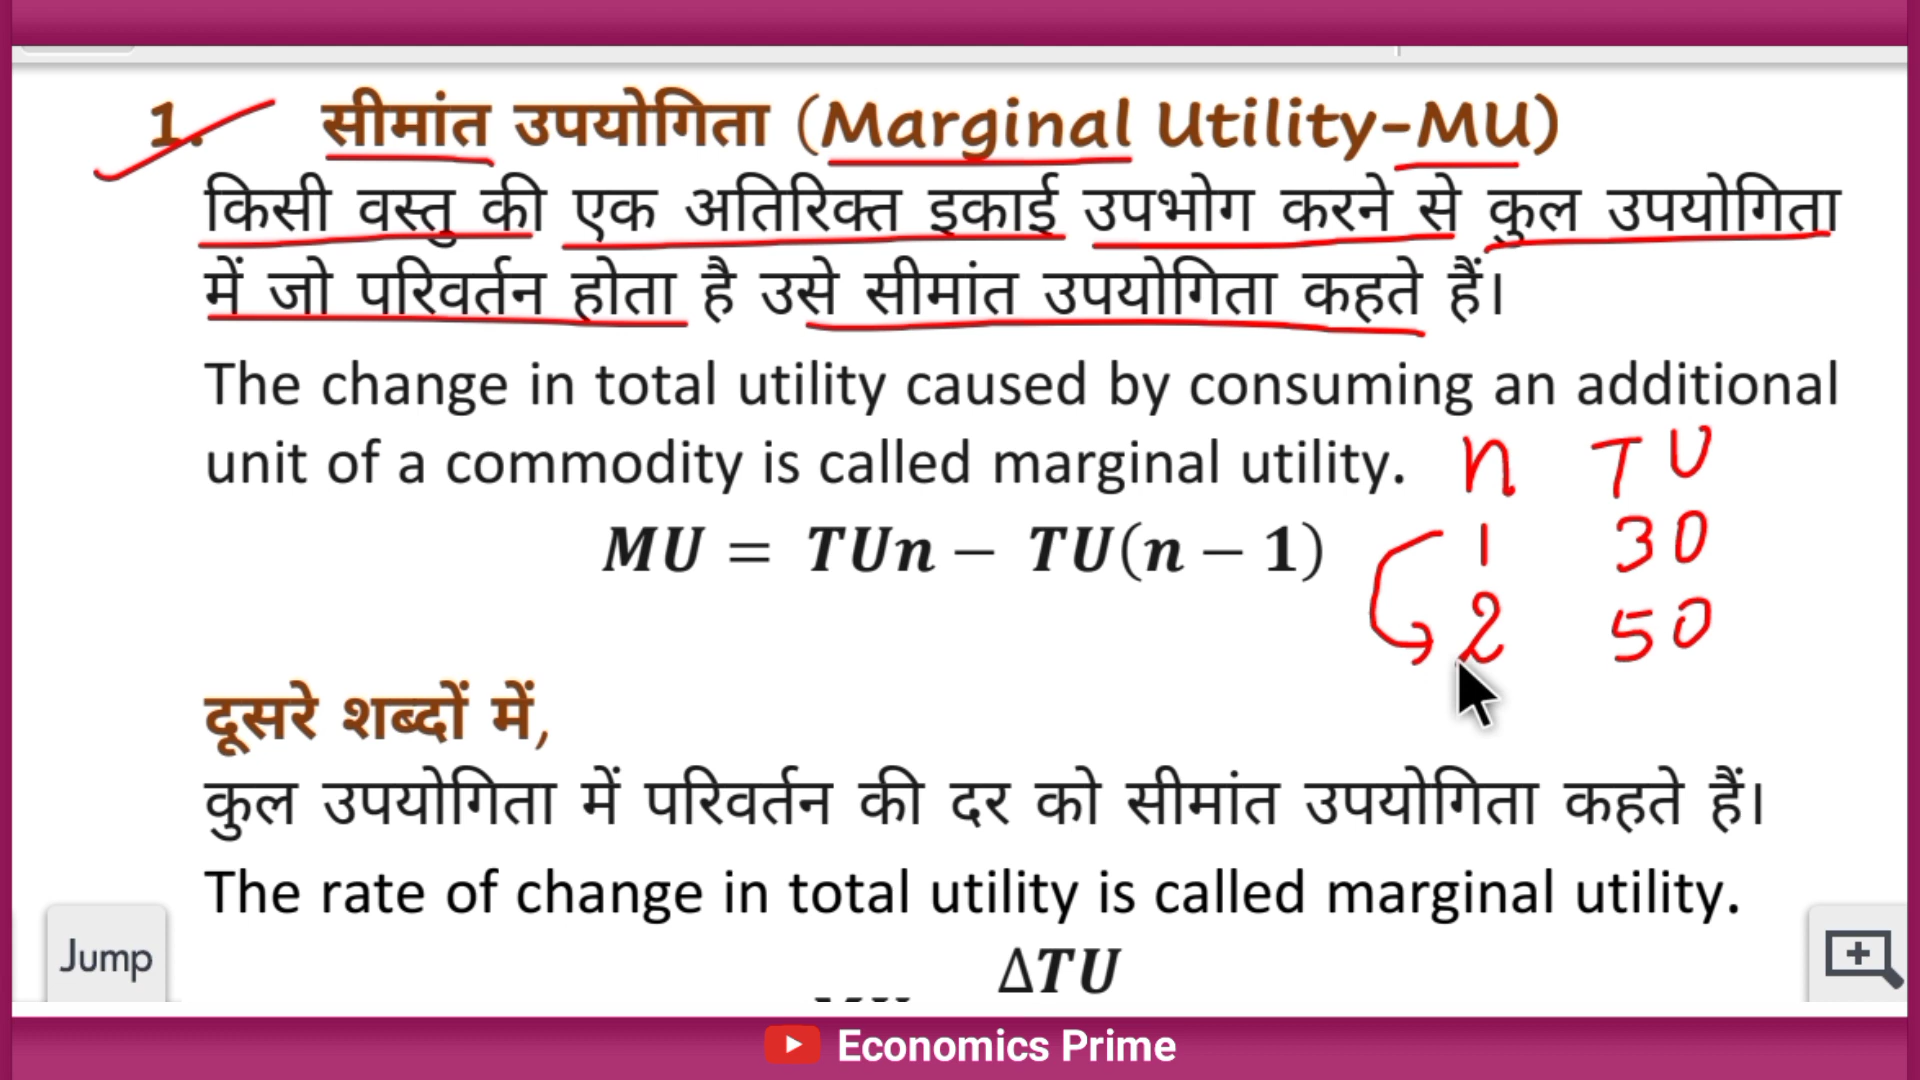 1. सीमांत उपयोगिता (Marginal Utility-MU)
किसी वस्तु की एक अतिरिक्त इकाई उपभोग करने से कुल उपयोगिता
में जो परिवर्तन होता है उसे सीमांत उपयोगिता कहते हैं।
The change in total utility caused by consuming an additional
unit of a commodity is called marginal utility.
n TU
MU = TUn – TU(n – 1)
1 30
2 50
दूसरे शब्दों में,
कुल उपयोगिता में परिवर्तन की दर को सीमांत उपयोगिता कहते हैं।
The rate of change in total utility is called marginal utility.
ΔTU
Jump
Economics Prime